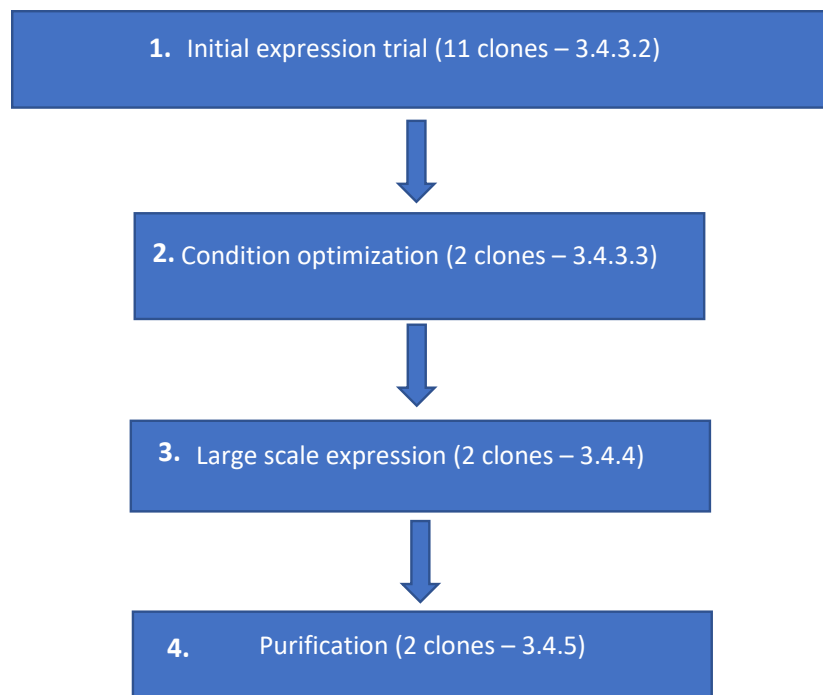 1. Initial expression trial (11 clones – 3.4.3.2)
2. Condition optimization (2 clones – 3.4.3.3)
3. Large scale expression (2 clones – 3.4.4)
4. Purification (2 clones – 3.4.5)